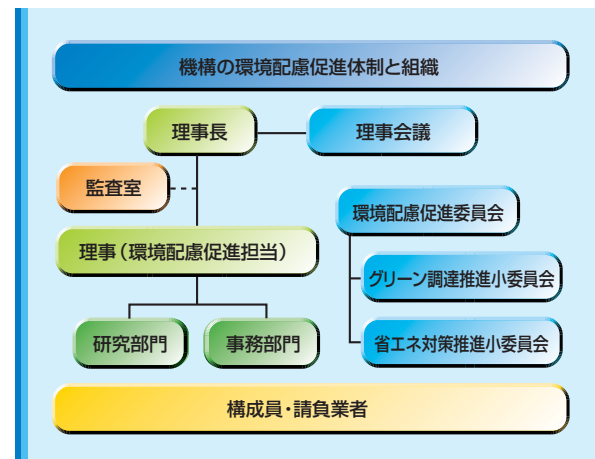 機構の環境配慮促進体制と組織
理事長
理事会議
監査室
環境配慮促進委員会
理事（環境配慮促進担当）
グリーン調達推進小委員会
研究部門
事務部門
省エネ対策推進小委員会
構成員・請負業者